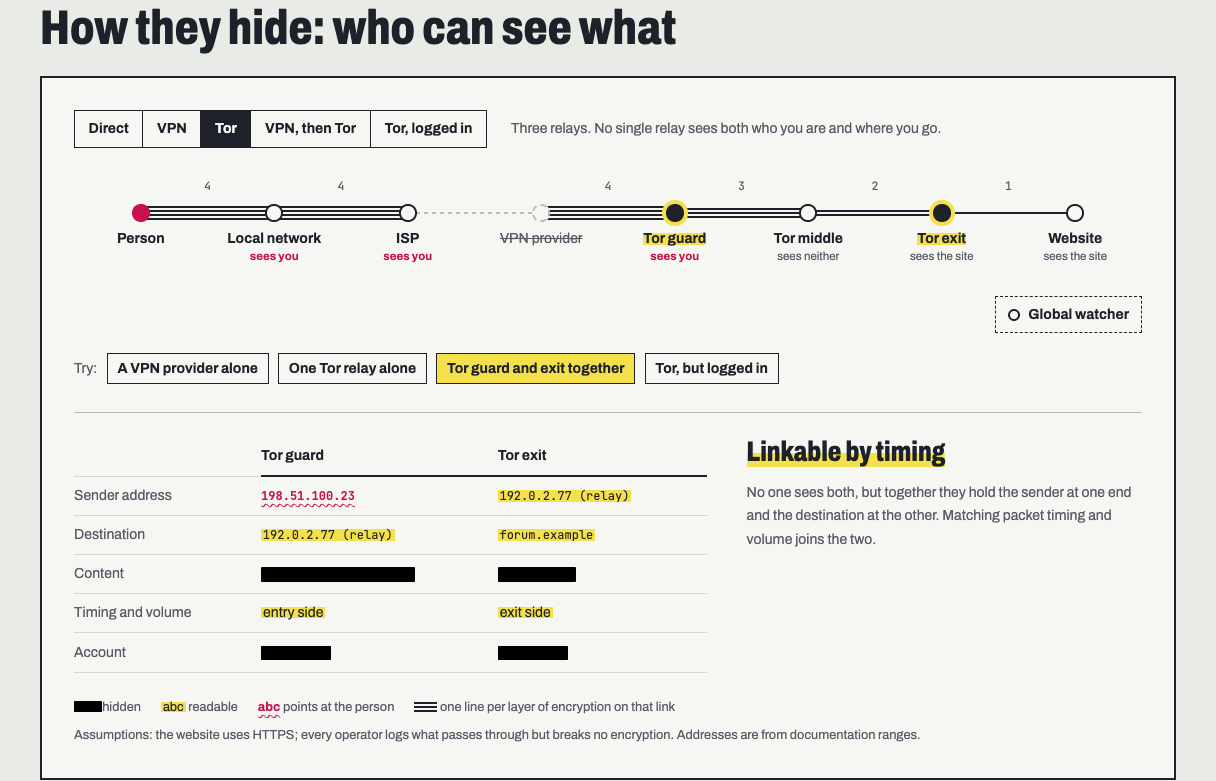 How they hide: who can see what
Direct VPN Tor VPN, then Tor Tor, logged in Three relays. No single relay sees both who you are and where you go.
4 4 4 3 2 1
Person Local network ISP VPN provider Tor guard Tor middle Tor exit Website
sees you sees you sees you sees neither sees the site sees the site
Global watcher
Try: A VPN provider alone One Tor relay alone Tor guard and exit together Tor, but logged in
Tor guard Tor exit
Sender address 198.51.100.23 192.0.2.77 (relay)
Destination 192.0.2.77 (relay) forum.example
Content
Timing and volume entry side exit side
Account
Linkable by timing
No one sees both, but together they hold the sender at one end
and the destination at the other. Matching packet timing and
volume joins the two.
hidden abc readable abc points at the person one line per layer of encryption on that link
Assumptions: the website uses HTTPS; every operator logs what passes through but breaks no encryption. Addresses are from documentation ranges.